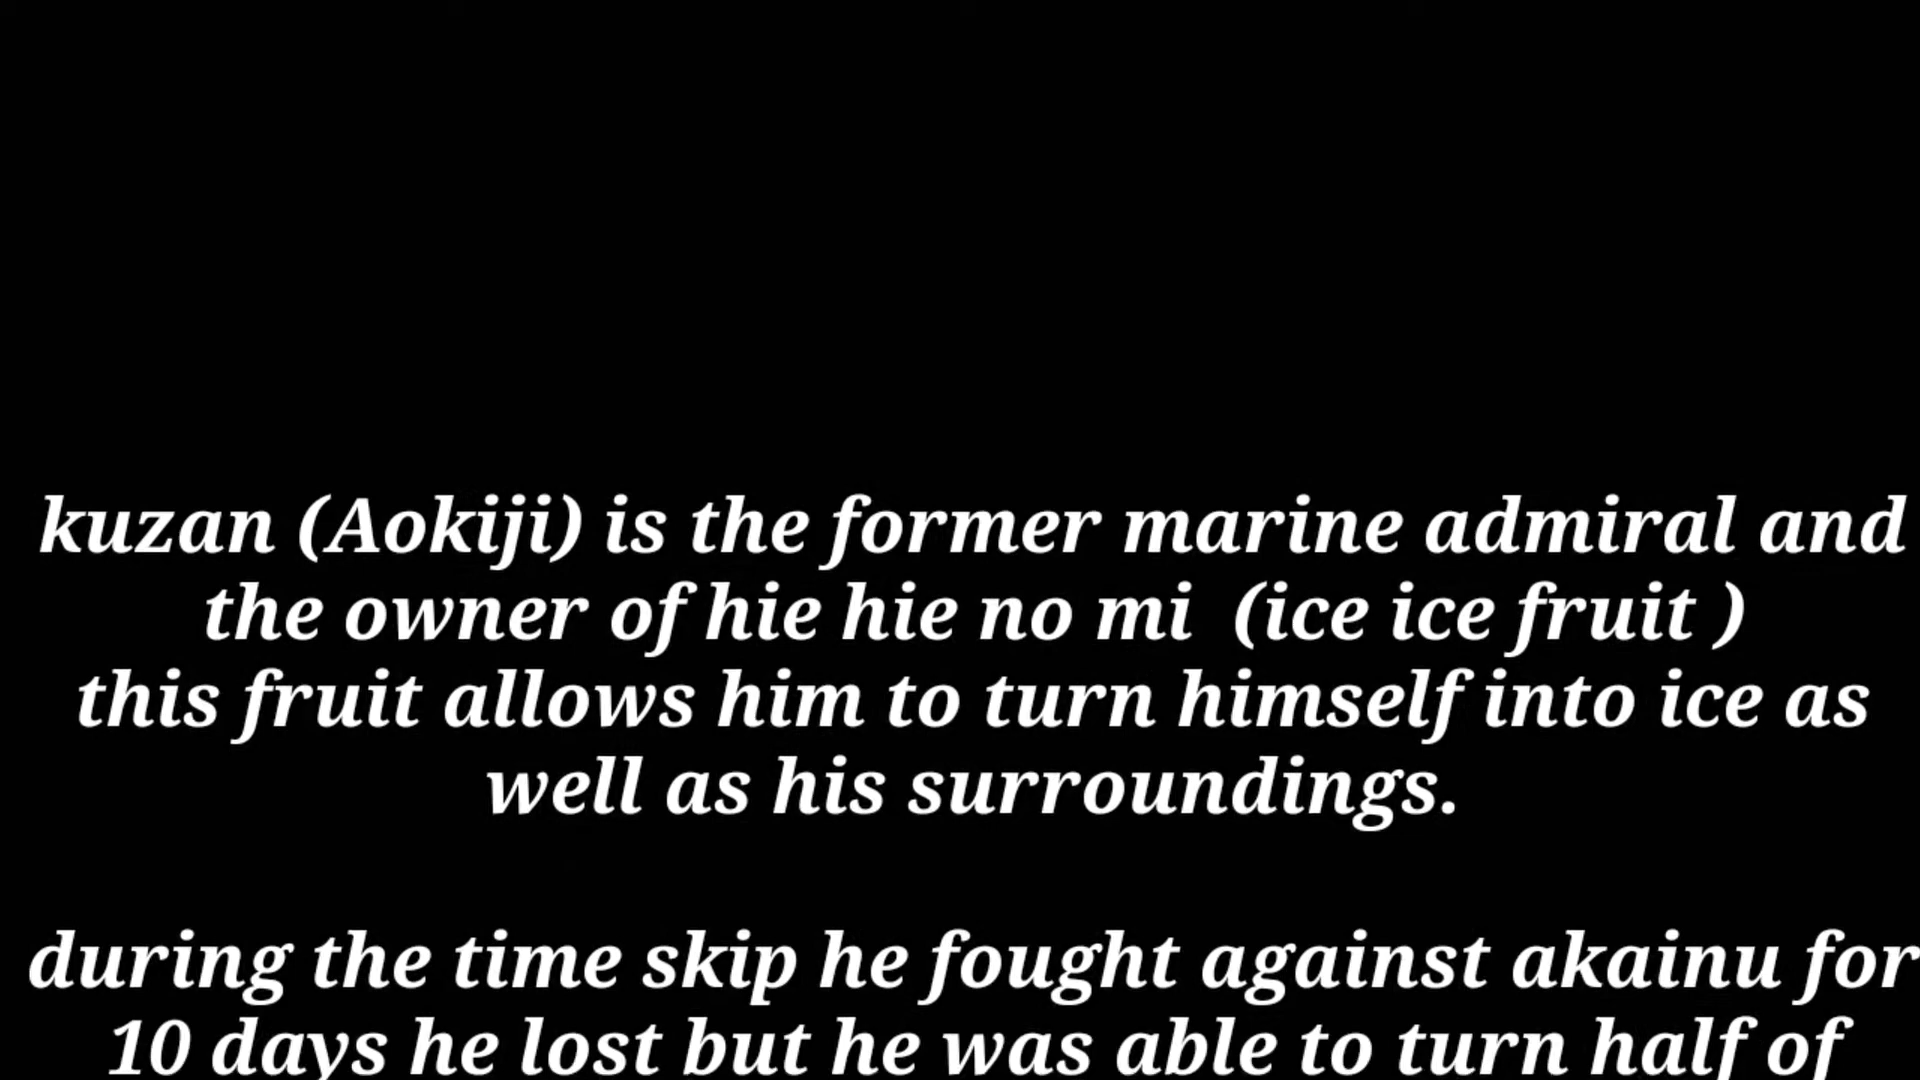 kuzan (Aokiji) is the former marine admiral and
the owner of hie hie no mi  (ice ice fruit )
this fruit allows him to turn himself into ice as
well as his surroundings.
during the time skip he fought against akainu for
10 days he lost but he was able to turn half of